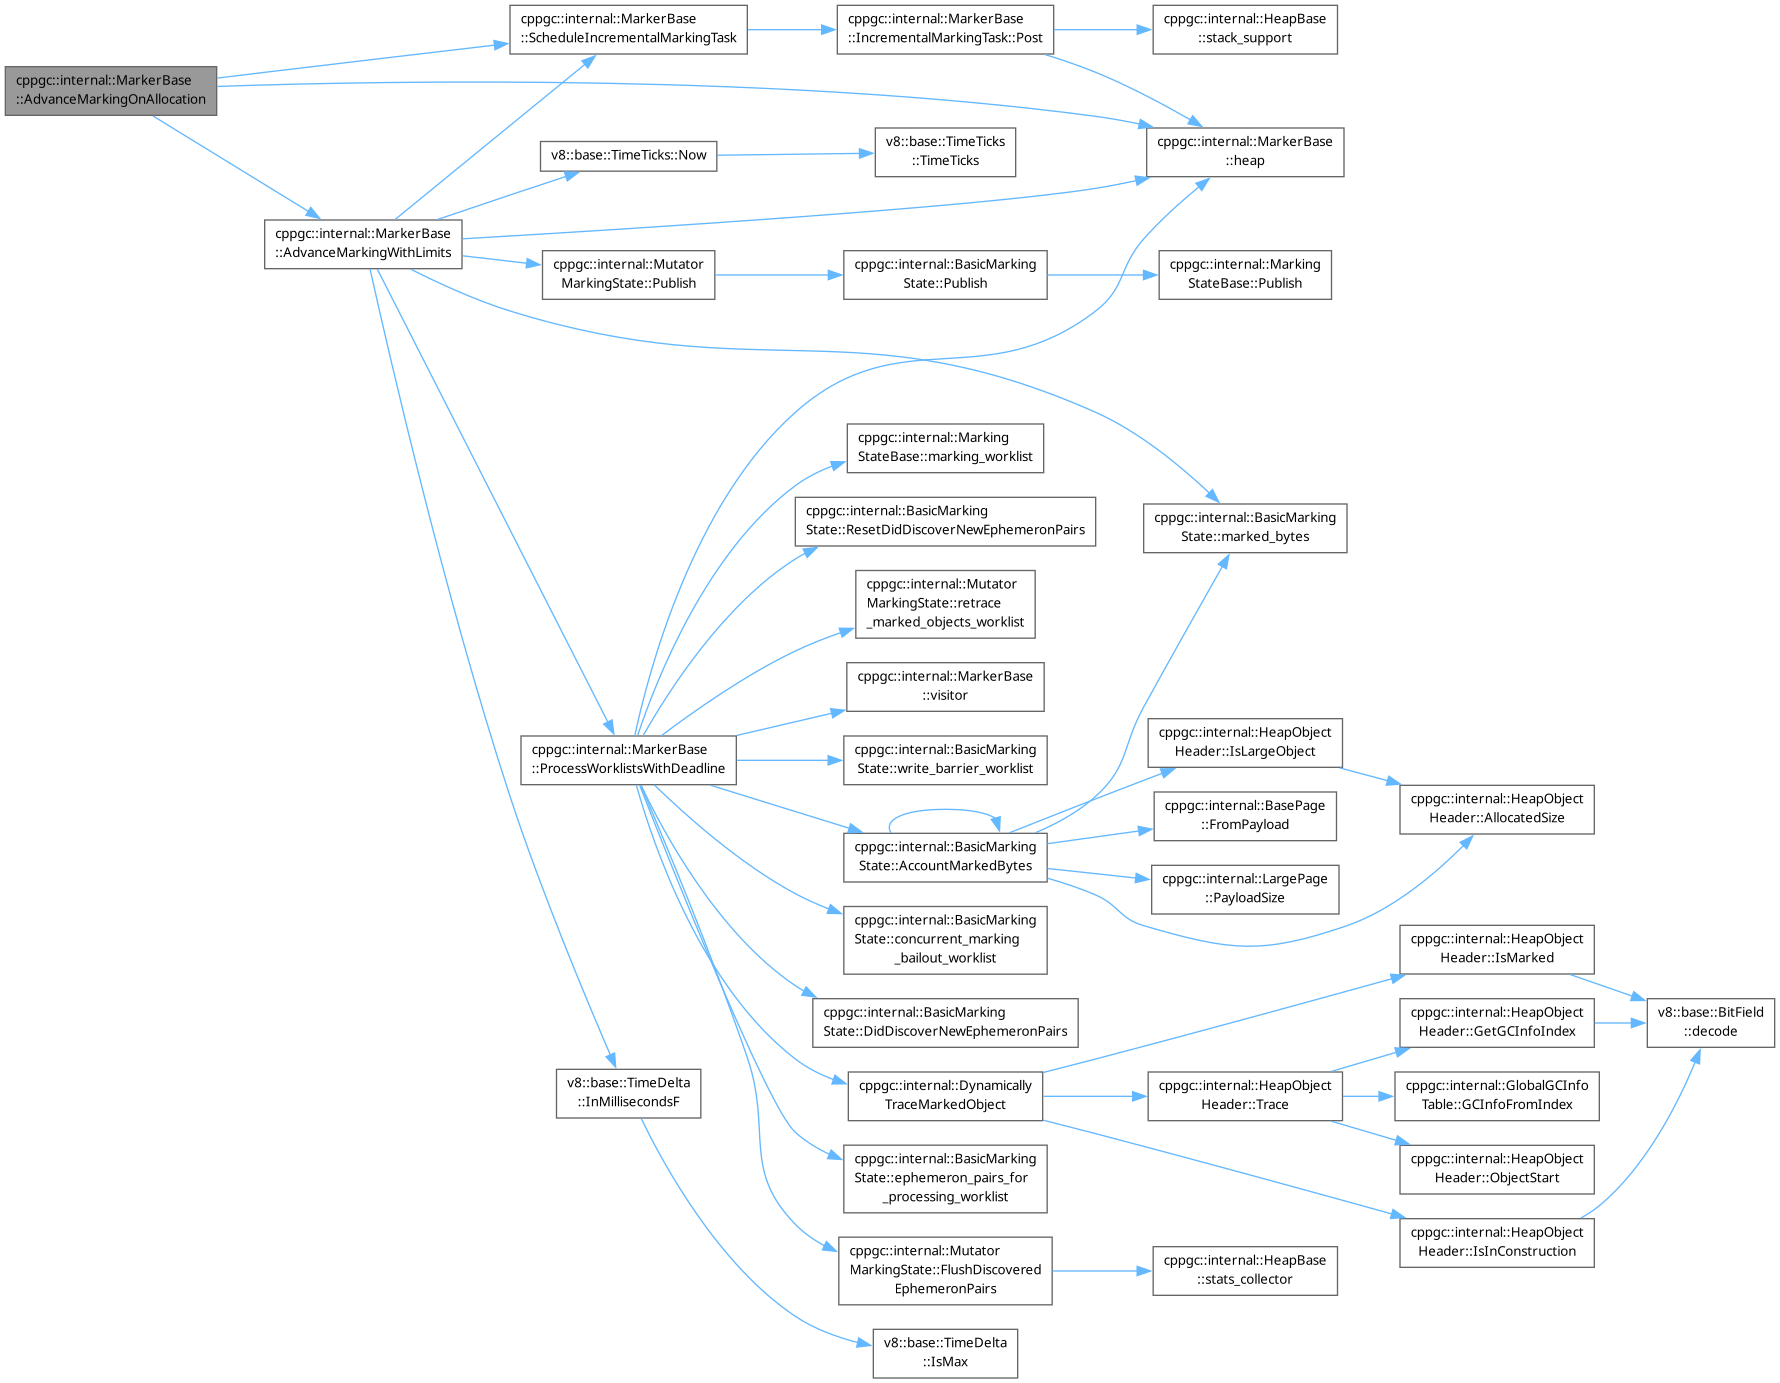 cppgc::internal::MarkerBase
::AdvanceMarkingOnAllocation
cppgc::internal::MarkerBase
::ScheduleIncrementalMarkingTask
cppgc::internal::MarkerBase
::IncrementalMarkingTask::Post
cppgc::internal::HeapBase
::stack_support
cppgc::internal::MarkerBase
::heap
v8::base::TimeTicks::Now
v8::base::TimeTicks
::TimeTicks
cppgc::internal::MarkerBase
::AdvanceMarkingWithLimits
cppgc::internal::Mutator
MarkingState::Publish
cppgc::internal::BasicMarking
State::Publish
cppgc::internal::Marking
StateBase::Publish
cppgc::internal::Marking
StateBase::marking_worklist
cppgc::internal::BasicMarking
State::ResetDidDiscoverNewEphemeronPairs
cppgc::internal::BasicMarking
State::marked_bytes
cppgc::internal::Mutator
MarkingState::retrace
_marked_objects_worklist
cppgc::internal::MarkerBase
::visitor
cppgc::internal::MarkerBase
::ProcessWorklistsWithDeadline
cppgc::internal::BasicMarking
State::write_barrier_worklist
cppgc::internal::HeapObject
Header::IsLargeObject
cppgc::internal::HeapObject
Header::AllocatedSize
cppgc::internal::BasePage
::FromPayload
cppgc::internal::BasicMarking
State::AccountMarkedBytes
cppgc::internal::LargePage
::PayloadSize
cppgc::internal::BasicMarking
State::concurrent_marking
_bailout_worklist
cppgc::internal::HeapObject
Header::IsMarked
cppgc::internal::BasicMarking
State::DidDiscoverNewEphemeronPairs
cppgc::internal::HeapObject
Header::GetGCInfoIndex
v8::base::BitField
::decode
v8::base::TimeDelta
::InMillisecondsF
cppgc::internal::Dynamically
TraceMarkedObject
cppgc::internal::HeapObject
Header::Trace
cppgc::internal::GlobalGCInfo
Table::GCInfoFromIndex
cppgc::internal::BasicMarking
State::ephemeron_pairs_for
_processing_worklist
cppgc::internal::HeapObject
Header::ObjectStart
cppgc::internal::HeapObject
Header::IsInConstruction
cppgc::internal::Mutator
MarkingState::FlushDiscovered
EphemeronPairs
cppgc::internal::HeapBase
::stats_collector
v8::base::TimeDelta
::IsMax